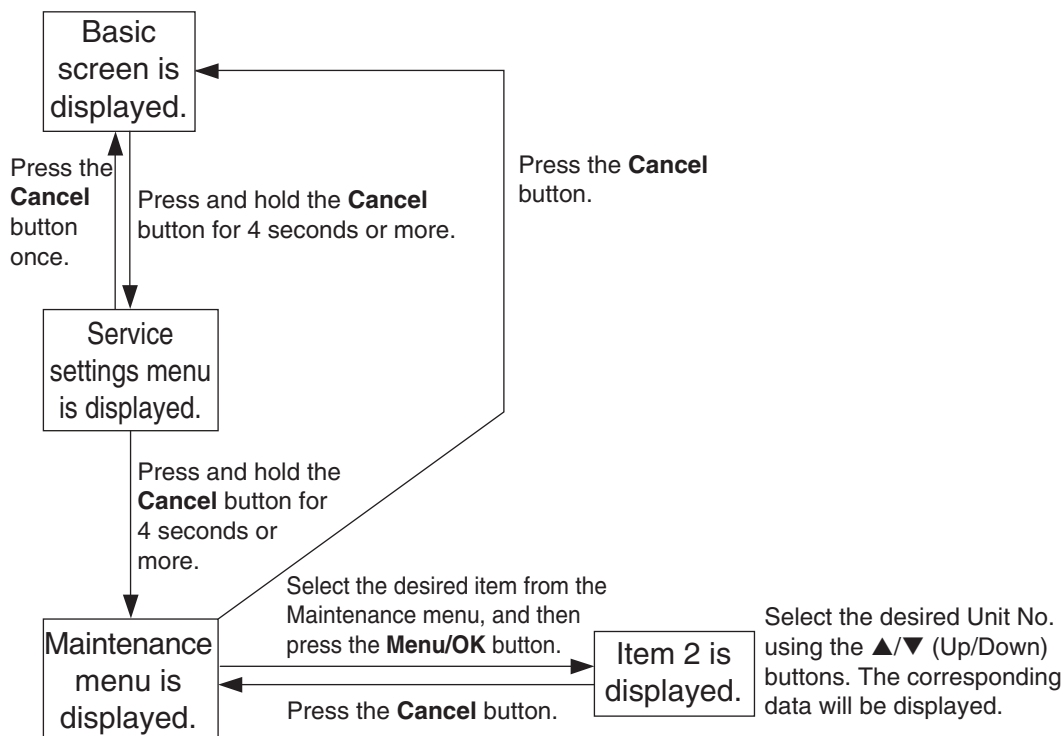 Basic
screen is
displayed.
Press the
Cancel
button
once.
Press and hold the Cancel
button for 4 seconds or more.
Press the Cancel
button.
Service
settings menu
is displayed.
Press and hold the
Cancel button for
4 seconds or
more.
Maintenance
menu is
displayed.
Select the desired item from the
Maintenance menu, and then
press the Menu/OK button.
Press the Cancel button.
Item 2 is
displayed.
Select the desired Unit No.
using the ▲/▼ (Up/Down)
buttons. The corresponding
data will be displayed.